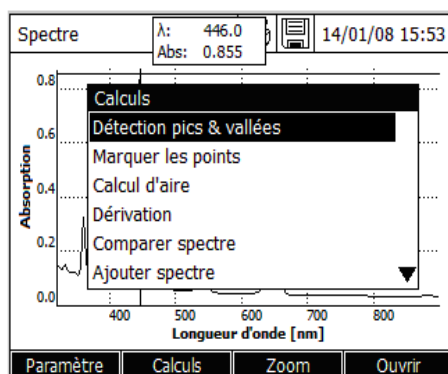 Spectre
λ: 446.0
Abs: 0.855
14/01/08 15:53
Absorption
0.8
0.6
0.4
0.2
0.0
Calculs
Détection pics & vallées
Marquer les points
Calcul d'aire
Dérivation
Comparer spectre
Ajouter spectre
400 500 600 700 800
Longueur d'onde [nm]
Paramètre Calculs Zoom Ouvrir